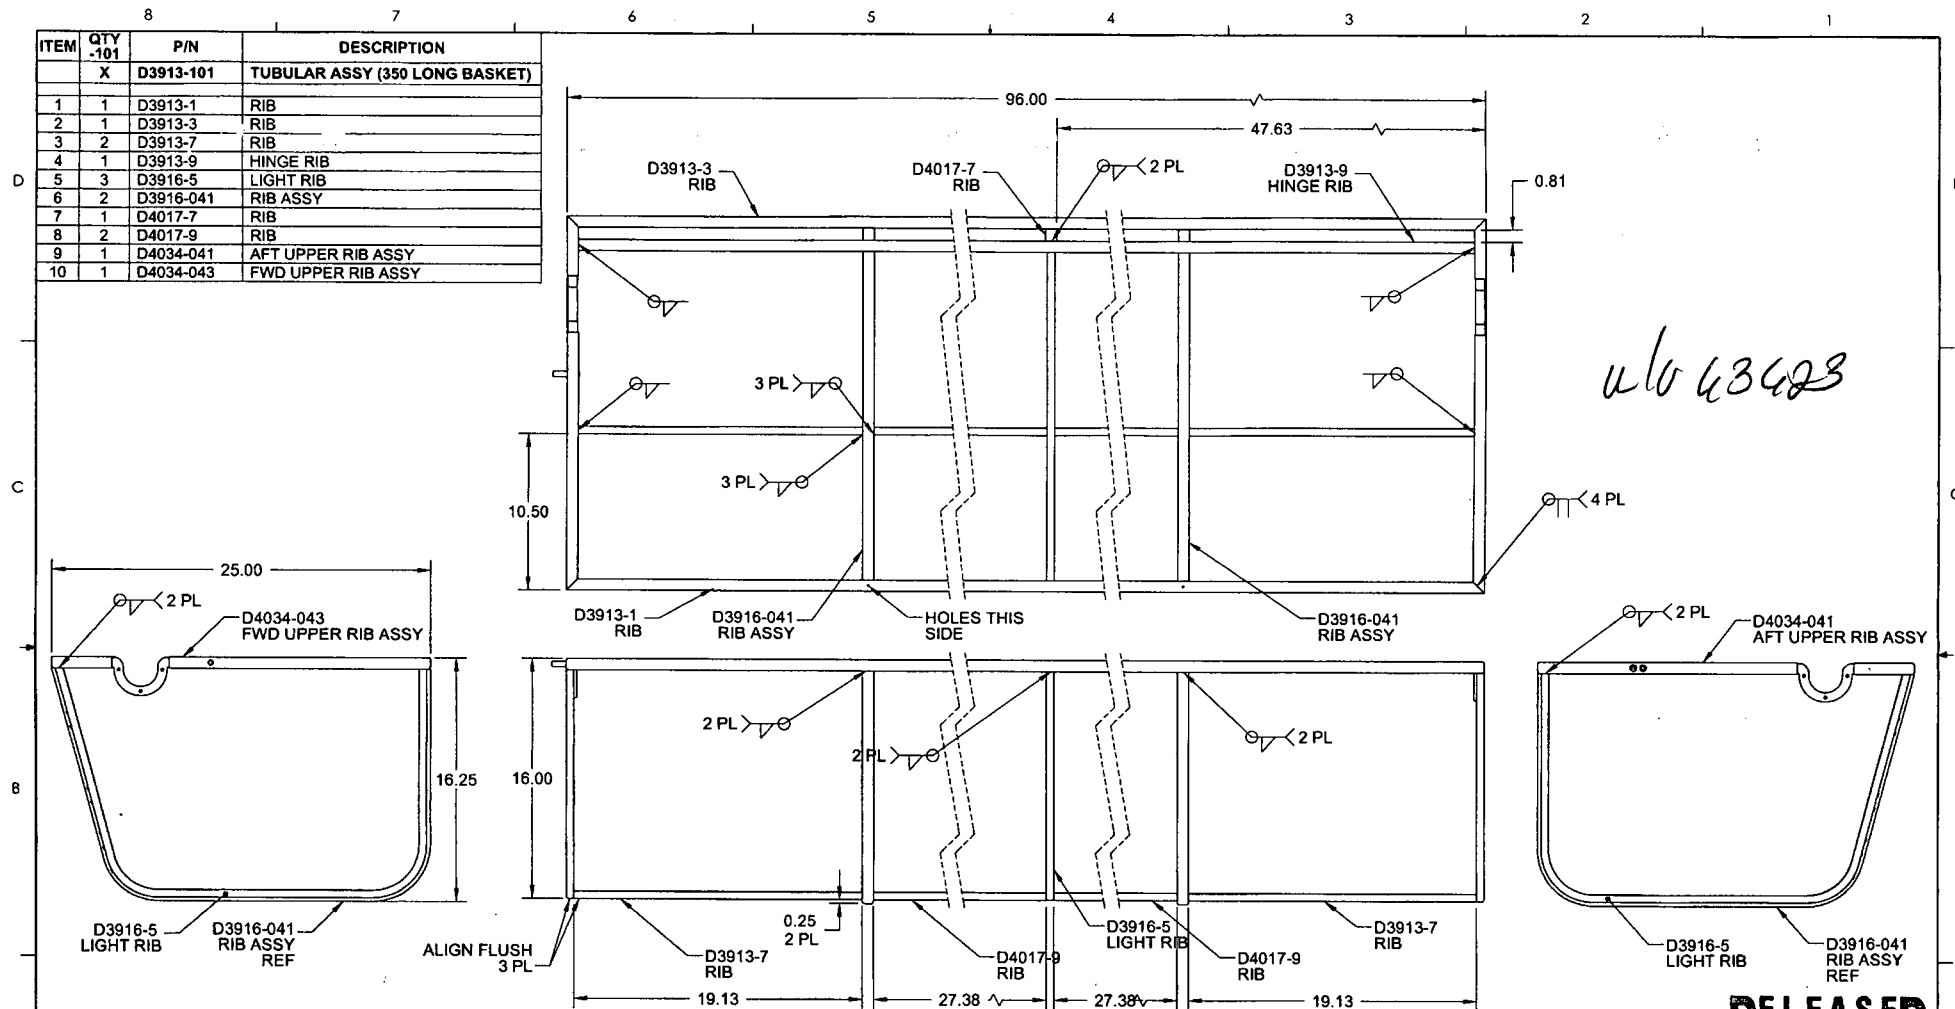 8 7 6 5 4 3 2 1
ITEM QTY -101 P/N DESCRIPTION
X D3913-101 TUBULAR ASSY (350 LONG BASKET)
1 1 D3913-1 RIB
2 1 D3913-3 RIB
3 2 D3913-7 RIB
4 1 D3913-9 HINGE RIB
5 3 D3916-5 LIGHT RIB
6 2 D3916-041 RIB ASSY
7 1 D4017-7 RIB
8 2 D4017-9 RIB
9 1 D4034-041 AFT UPPER RIB ASSY
10 1 D4034-043 FWD UPPER RIB ASSY
96.00
47.63
D
D3913-3
RIB
D4017-7
RIB
2 PL
D3913-9
HINGE RIB
0.81
3 PL
43423
C
3 PL
10.50
4 PL
25.00
2 PL
D4034-043
FWD UPPER RIB ASSY
D3913-1
RIB
D3916-041
RIB ASSY
HOLES THIS
SIDE
D3916-041
RIB ASSY
2 PL
D4034-041
AFT UPPER RIB ASSY
2 PL
2 PL
2 PL
B
16.25
16.00
D3916-5
LIGHT RIB
D3916-041
RIB ASSY
REF
ALIGN FLUSH
3 PL
D3913-7
RIB
0.25
2 PL
D4017-9
RIB
D3916-5
LIGHT RIB
D4017-9
RIB
D3913-7
RIB
D3916-5
LIGHT RIB
D3916-041
RIB ASSY
REF
19.13
27.38
27.38
19.13
RELEASED